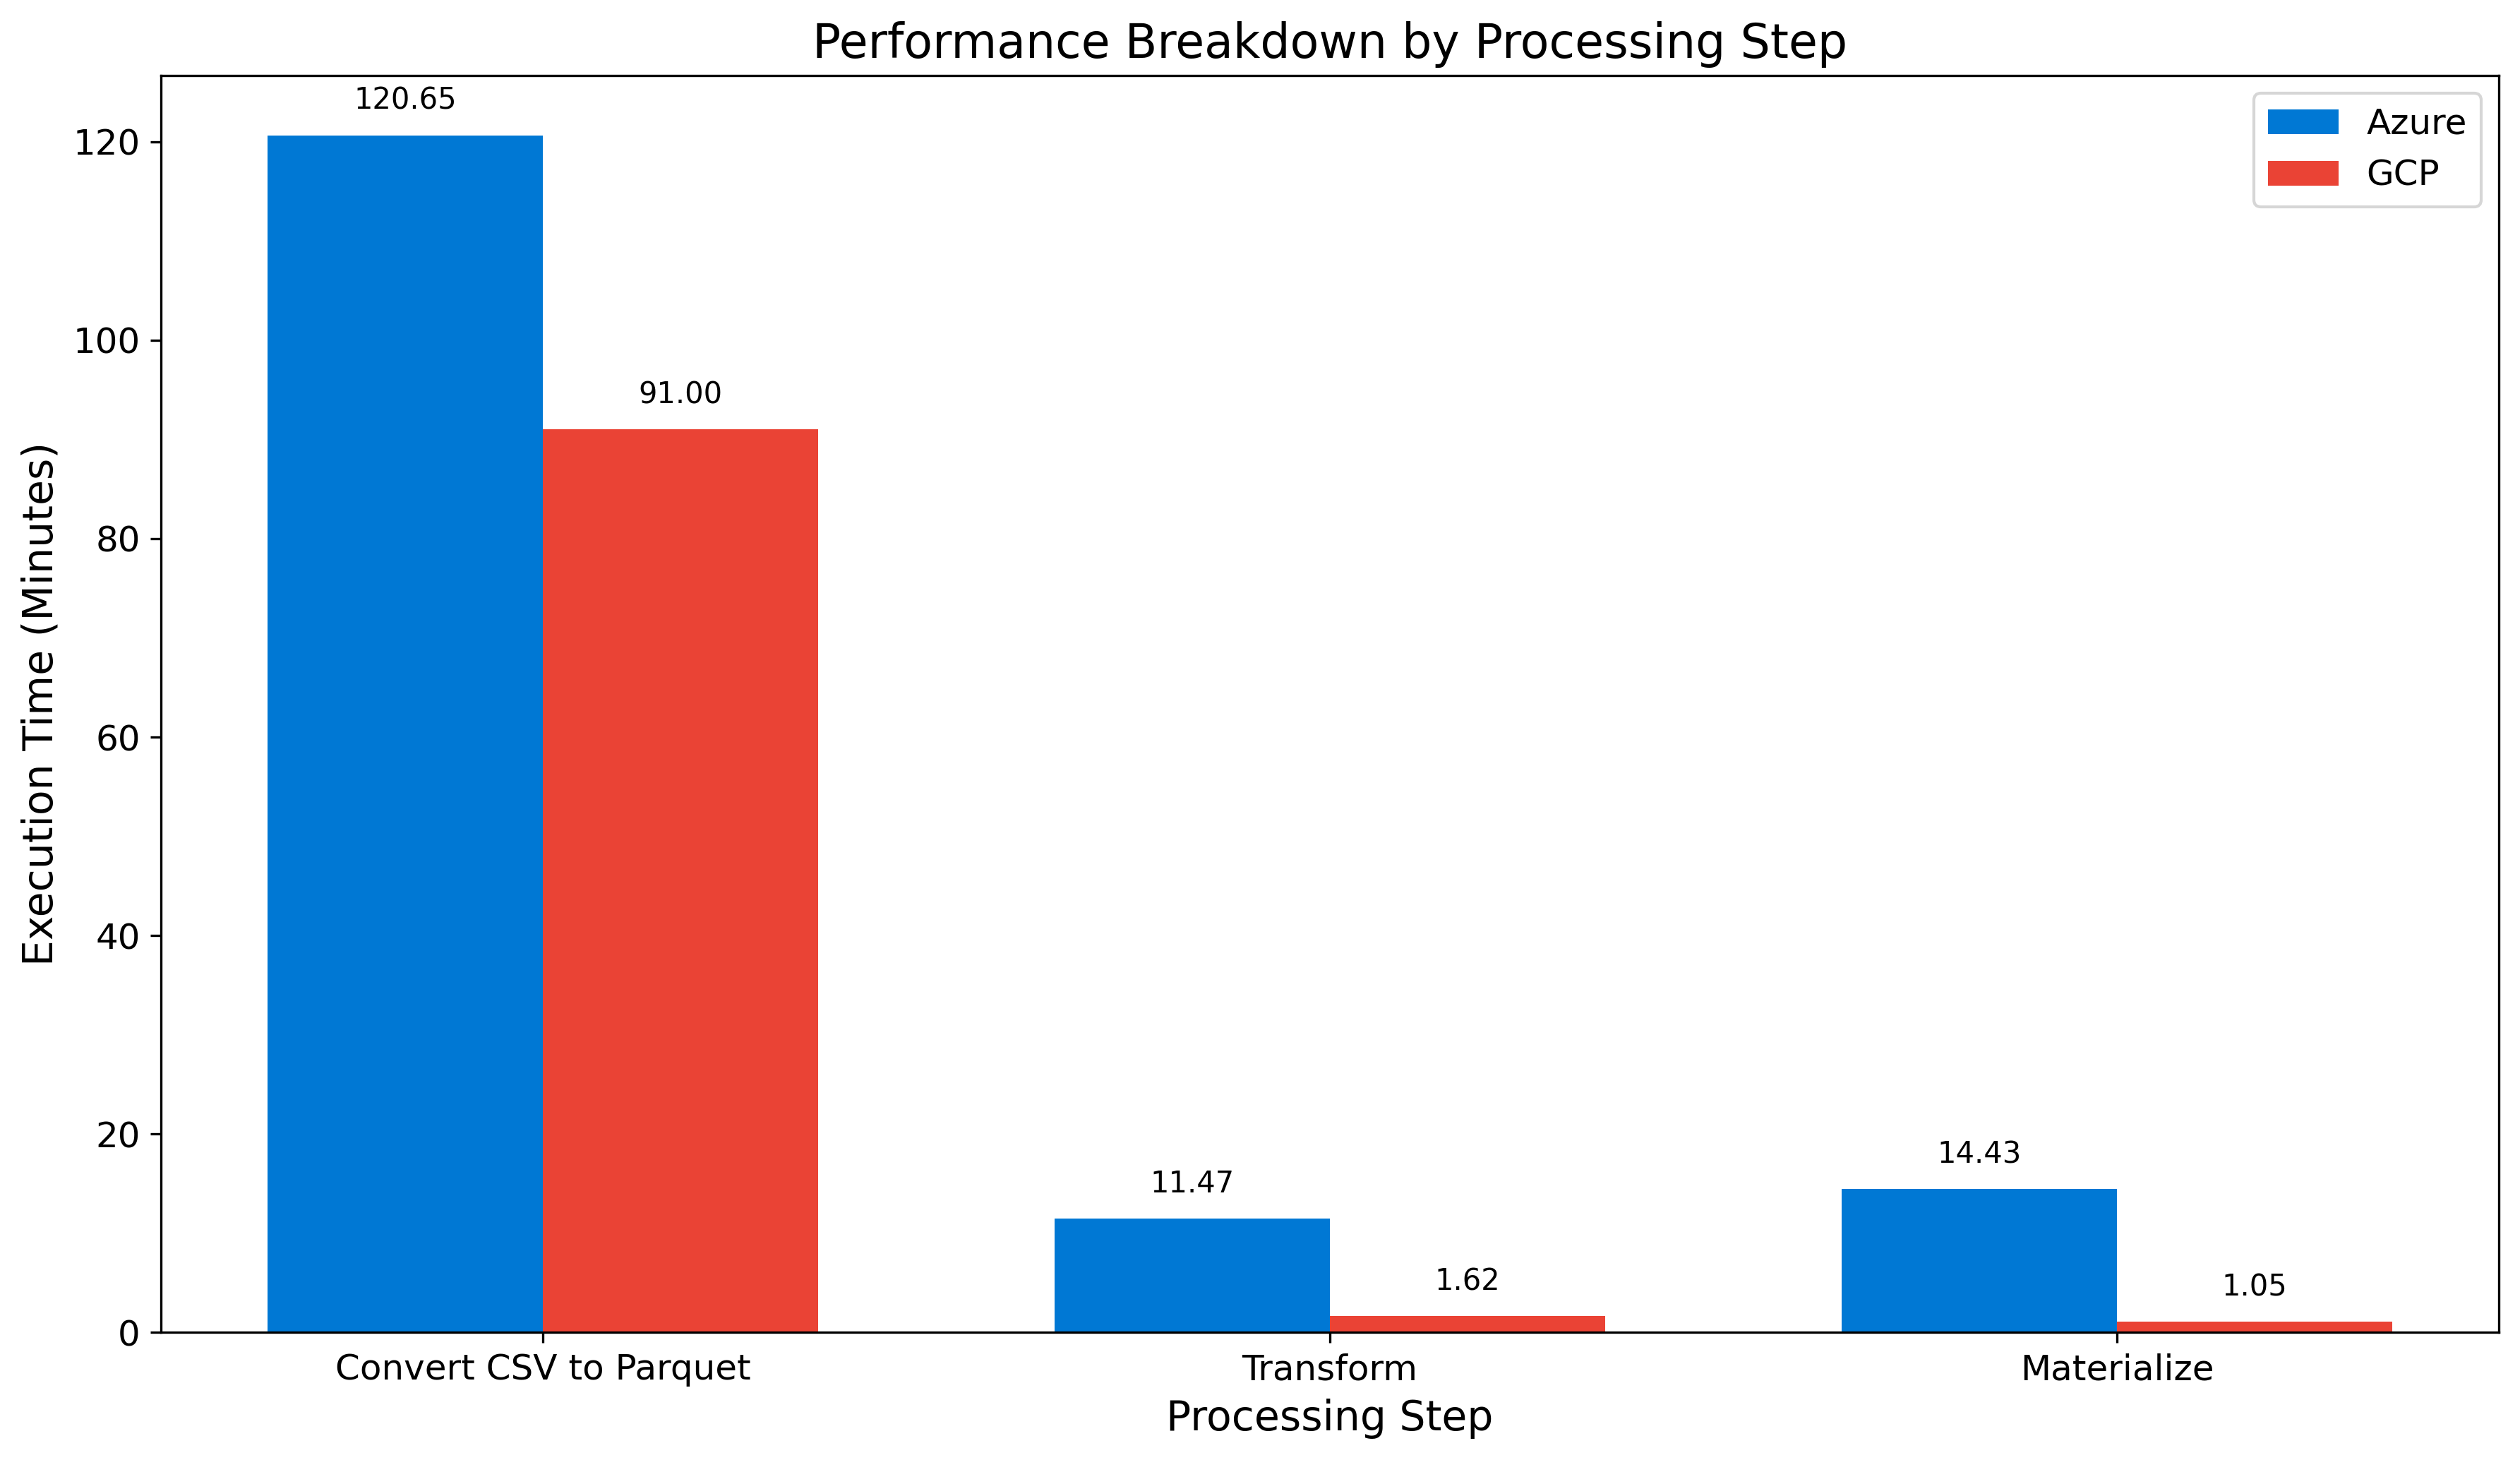 Performance Breakdown by Processing Step
Azure
GCP
Execution Time (Minutes)
120
100
80
60
40
20
0
120.65
91.00
11.47
1.62
14.43
1.05
Convert CSV to Parquet
Transform
Materialize
Processing Step